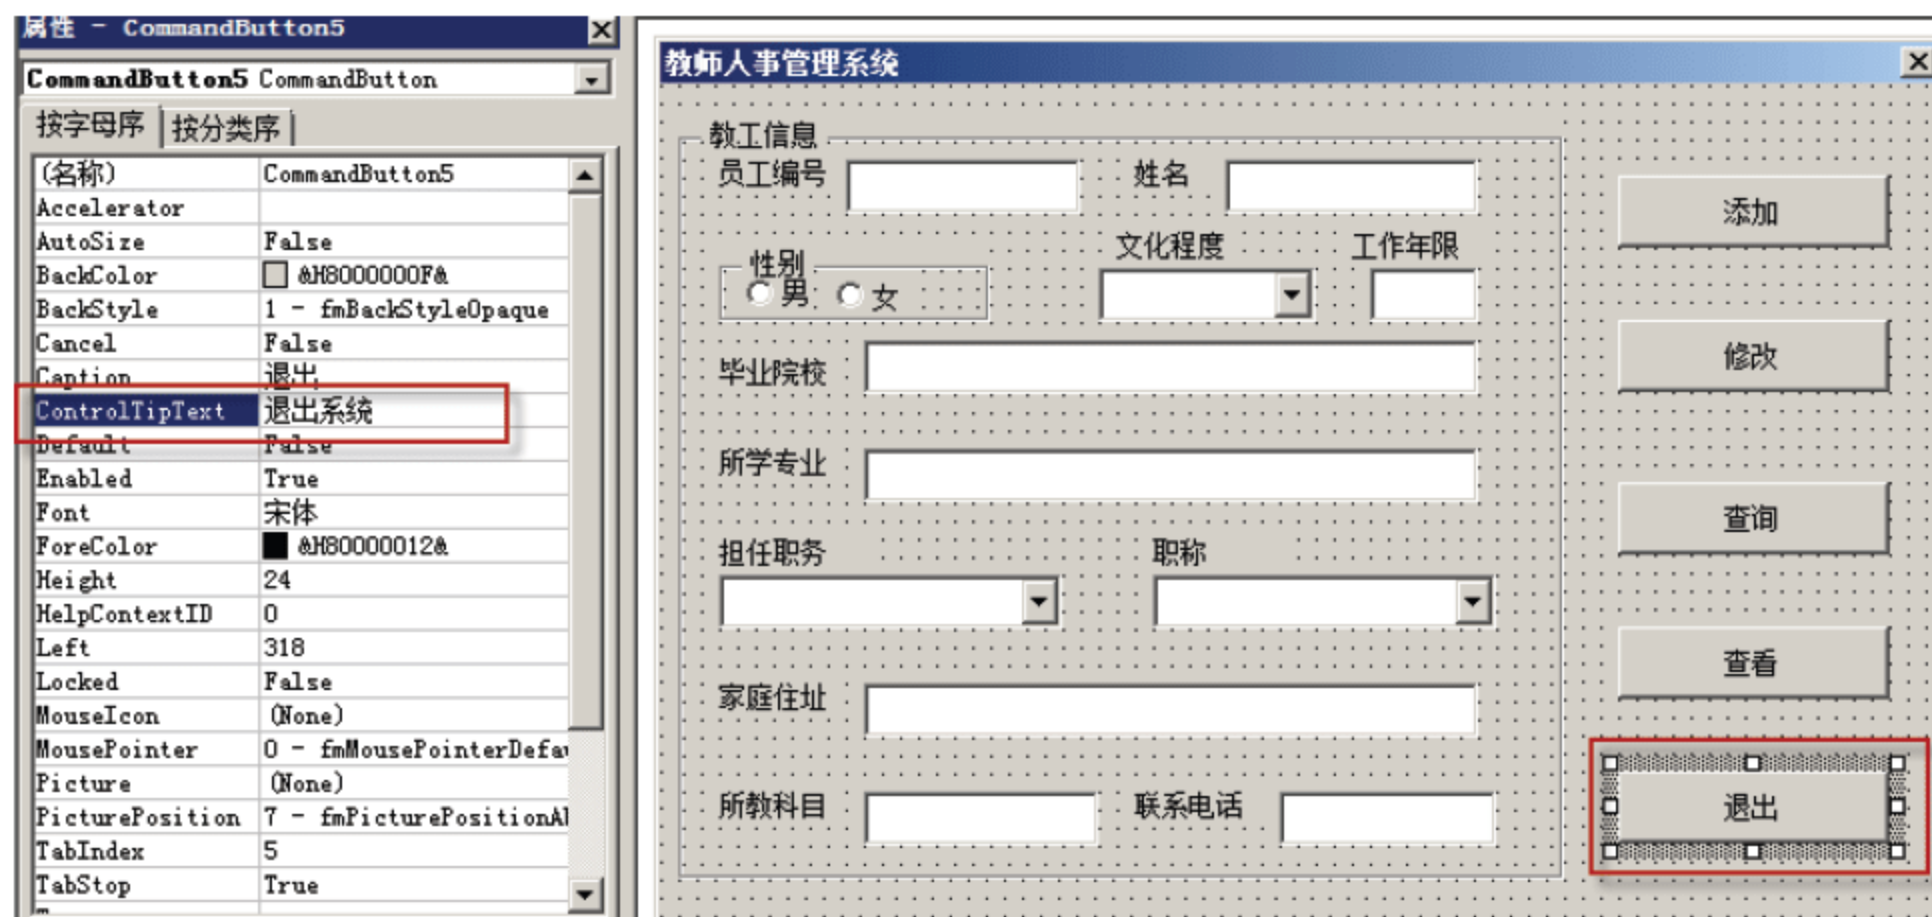 属性 - CommandButton5
CommandButton5 CommandButton
按字母序 按分类序
(名称) CommandButton5
Accelerator
AutoSize False
BackColor &H8000000F&
BackStyle 1 - fmBackStyleOpaque
Cancel False
Caption 退出
ControlTipText 退出系统
Default False
Enabled True
Font 宋体
ForeColor &H80000012&
Height 24
HelpContextID 0
Left 318
Locked False
MouseIcon (None)
MousePointer 0 - fmMousePointerDefau
Picture (None)
PicturePosition 7 - fmPicturePositionAl
TabIndex 5
TabStop True
教师人事管理系统
教工信息
员工编号 姓名
性别 文化程度 工作年限
男 女
毕业院校
所学专业
担任职务 职称
家庭住址
所教科目 联系电话
添加
修改
查询
查看
退出